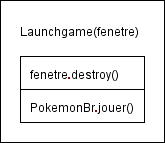 Launchgame(fenetre)
fenetre.destroy()
PokemonBr.jouer()